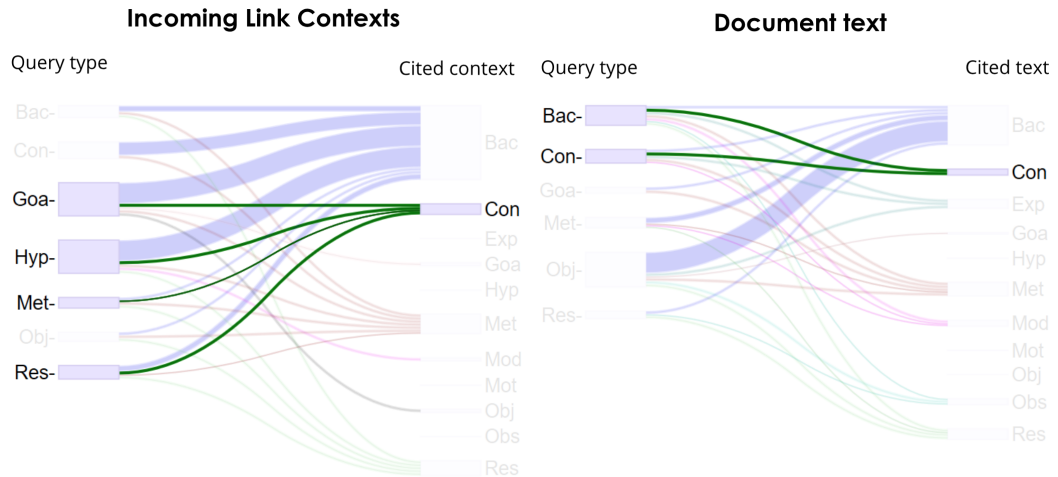 Incoming Link Contexts
Query type
Cited context
Bac-
Con-
Goa-
Hyp-
Met-
Obj-
Res-
Bac
Con
Exp
Goa
Hyp
Met
Mod
Mot
Obj
Obs
Res
Document text
Query type
Cited text
Bac-
Con-
Goa-
Met-
Obj-
Res-
Bac
Con
Exp
Goa
Hyp
Met
Mod
Mot
Obj
Obs
Res